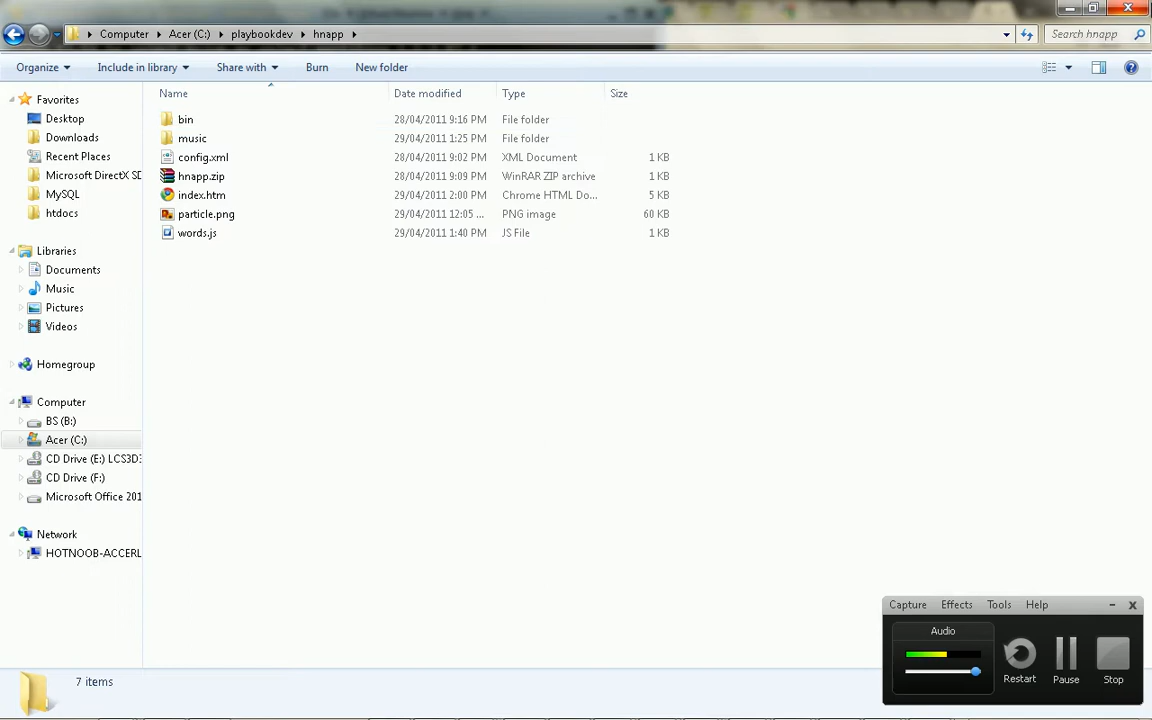 Computer Acer (C:) playbookdev hnapp Search hnapp
Organize Include in library Share with Burn New folder
Name Date modified Type Size
bin 28/04/2011 9:16 PM File folder
music 29/04/2011 1:25 PM File folder
config.xml 28/04/2011 9:02 PM XML Document 1 KB
hnapp.zip 28/04/2011 9:09 PM WinRAR ZIP archive 1 KB
index.htm 29/04/2011 2:00 PM Chrome HTML Do... 5 KB
particle.png 29/04/2011 12:05 ... PNG image 60 KB
words.js 29/04/2011 1:40 PM JS File 1 KB
Favorites
Desktop
Downloads
Recent Places
Microsoft DirectX SD
MySQL
htdocs
Libraries
Documents
Music
Pictures
Videos
Homegroup
Computer
BS (B:)
Acer (C:)
CD Drive (E:) LCS3D3
CD Drive (F:)
Microsoft Office 201
Network
HOTNOOB-ACCERL
7 items
Capture Effects Tools Help
Audio
Restart Pause Stop